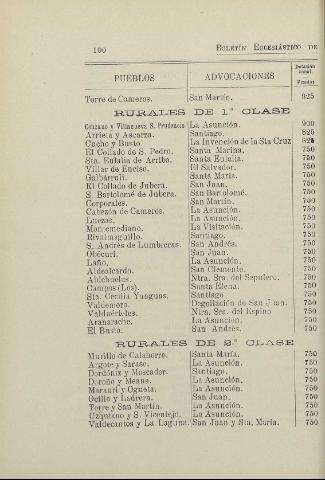 100 BOLETÍN ECLESIÁSTICO DE
PUEBLOS ADVOCACIONES Dotación anual. Pesetas
Torre de Cameros. San Martín. 925
RURALES DE 1ª CLASE
Ganzano y Villanueva S. Prudencio La Asunción. 900
Arrieta y Ascarza. Santiago. 825
Cucho y Busto. La Invención de la Sta Cruz 825
El Collado de S. Pedro. Santa Marina. 750
Sta. Eulalia de Arriba. Santa Eulalia. 750
Villar de Enciso. El Salvador. 750
Galbárruli. Santa María. 750
El Collado de Jubera. San Juan. 750
S. Bartolomé de Jubera. San Bartolomé. 750
Corporales. San Martín. 750
Cabezón de Cameros. La Asunción. 750
Luezas. La Asunción. 750
Montemediano. La Visitación. 750
Rivalmaguillo. Santiago. 750
S. Andrés de Lumbreras. San Andrés. 750
Obécuri. San Juan. 750
Laño. La Asunción. 750
Aldealcardo. San Clemente. 750
Aldehuelas. Ntra. Sra. del Sepulcro. 750
Campos (Los). Santa Elena. 750
Sta. Cecilia Yanguas. Santiago 750
Valdemoro. Degollación de San Juan. 750
Valduérteles. Ntra. Sra. del Espino 750
Aranarache. La Asunción. 750
El Busto. San Andrés. 750
RURALES DE 2ª CLASE
Murillo de Calahorra. Santa María. 750
Argote y Saraso. La Asunción. 750
Dordóniz y Moscador. Santiago. 750
Doroño y Meana. La Asunción. 750
Marauri y Ogueta. La Asunción. 750
Ocilla y Ladrera. San Juan. 750
Torre y San Martín. La Asunción. 750
Uzquiano y S. Vicentejo. La Asunción. 750
Valdecantos y La Laguna. San Juan y Sta. María. 750